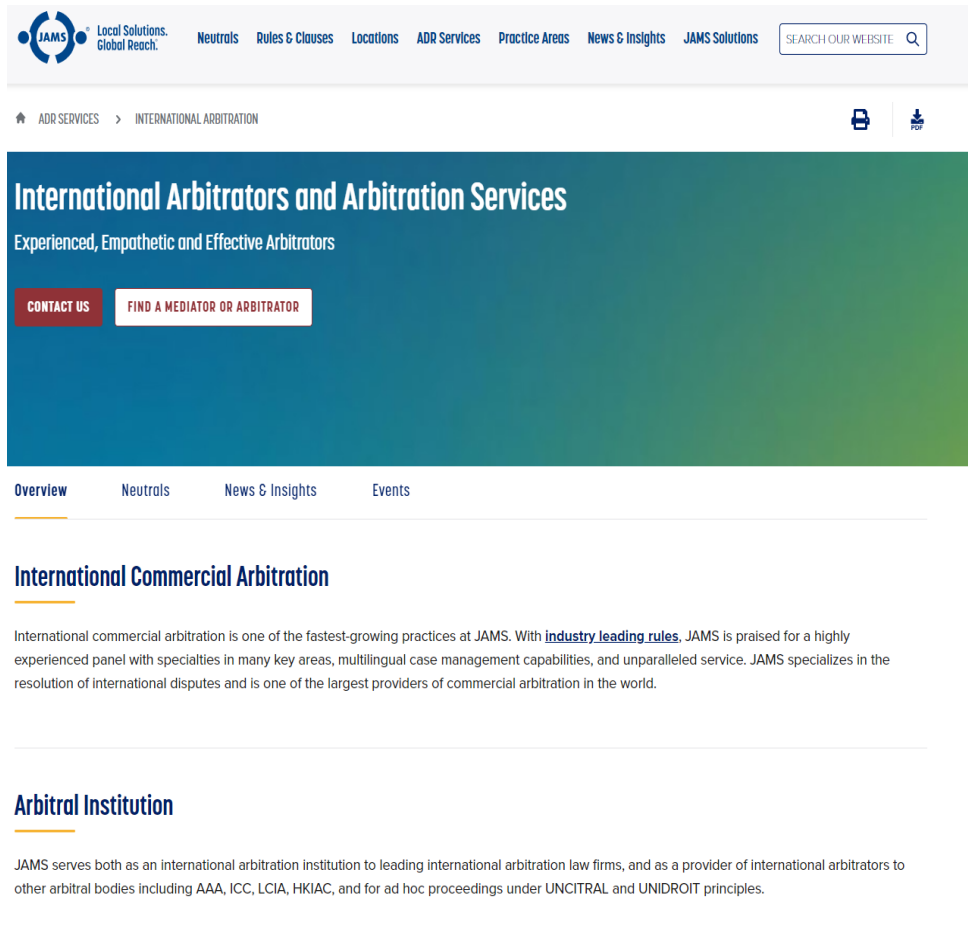 JAMS
Local Solutions.
Global Reach.
Neutrals Rules & Clauses Locations ADR Services Practice Areas News & Insights JAMS Solutions SEARCH OUR WEBSITE
ADR SERVICES > INTERNATIONAL ARBITRATION
PDF
International Arbitrators and Arbitration Services
Experienced, Empathetic and Effective Arbitrators
CONTACT US FIND A MEDIATOR OR ARBITRATOR
Overview Neutrals News & Insights Events
International Commercial Arbitration
International commercial arbitration is one of the fastest-growing practices at JAMS. With industry leading rules, JAMS is praised for a highly
experienced panel with specialties in many key areas, multilingual case management capabilities, and unparalleled service. JAMS specializes in the
resolution of international disputes and is one of the largest providers of commercial arbitration in the world.
Arbitral Institution
JAMS serves both as an international arbitration institution to leading international arbitration law firms, and as a provider of international arbitrators to
other arbitral bodies including AAA, ICC, LCIA, HKIAC, and for ad hoc proceedings under UNCITRAL and UNIDROIT principles.